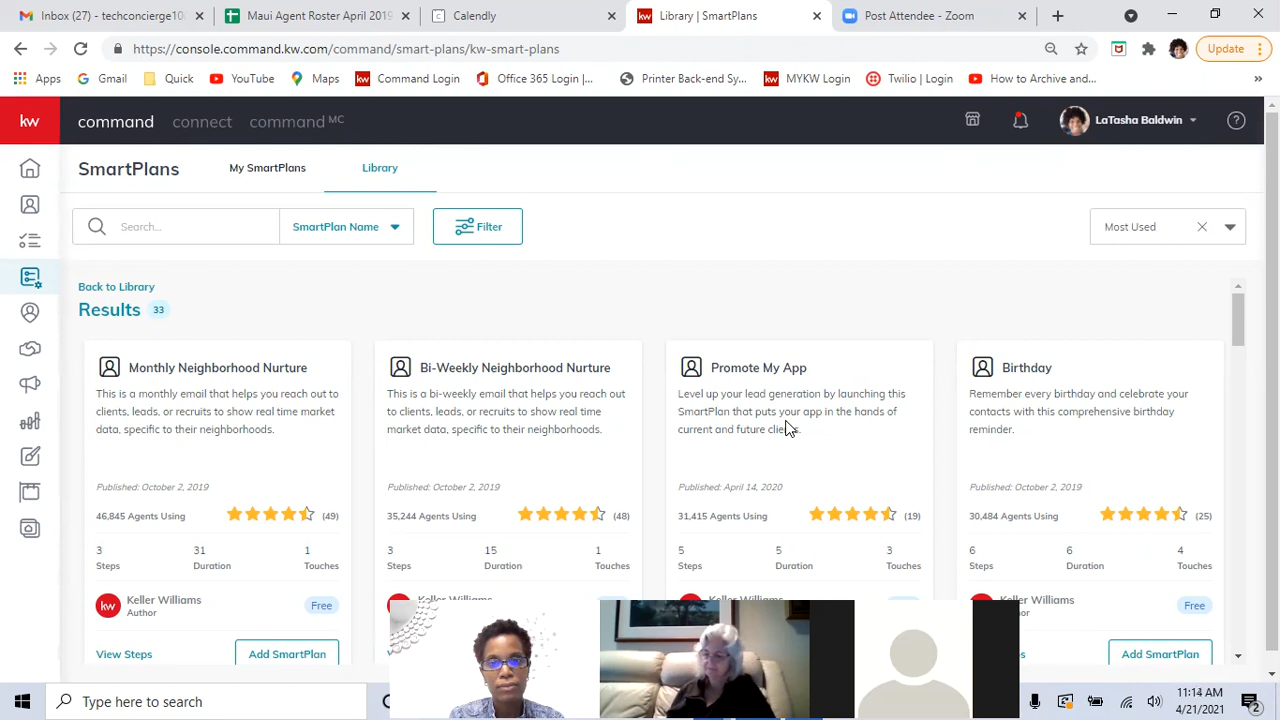 Inbox (21) - techconcierge10
Maui Agent Roster April 2019
Calendly
Library | SmartPlans
Post Attendee - Zoom
https://console.command.kw.com/command/smart-plans/kw-smart-plans
Update
Apps
Gmail
Quick
YouTube
Maps
Command Login
Office 365 Login |...
Printer Back-end Sy...
MYKW Login
Twilio | Login
How to Archive and...
»
kw
command
connect
command MC
LaTasha Baldwin
SmartPlans
My SmartPlans
Library
Search...
SmartPlan Name
Filter
Most Used
Back to Library
Results 33
Monthly Neighborhood Nurture
This is a monthly email that helps you reach out to
clients, leads, or recruits to show real time market
data, specific to their neighborhoods.
Published: October 2, 2019
46,845 Agents Using
(49)
3 31 1
Steps Duration Touches
kw
Keller Williams
Author
Free
View Steps
Add SmartPlan
Bi-Weekly Neighborhood Nurture
This is a bi-weekly email that helps you reach out
to clients, leads, or recruits to show real time
market data, specific to their neighborhoods.
Published: October 2, 2019
35,244 Agents Using
(48)
3 15 1
Steps Duration Touches
Promote My App
Level up your lead generation by launching this
SmartPlan that puts your app in the hands of
current and future clients.
Published: April 14, 2020
31,415 Agents Using
(19)
5 5 3
Steps Duration Touches
Birthday
Remember every birthday and celebrate your
contacts with this comprehensive birthday
reminder.
Published: October 2, 2019
30,484 Agents Using
(25)
6 6 4
Steps Duration Touches
Keller Williams
Free
Add SmartPlan
Type here to search
11:14 AM
4/21/2021
2